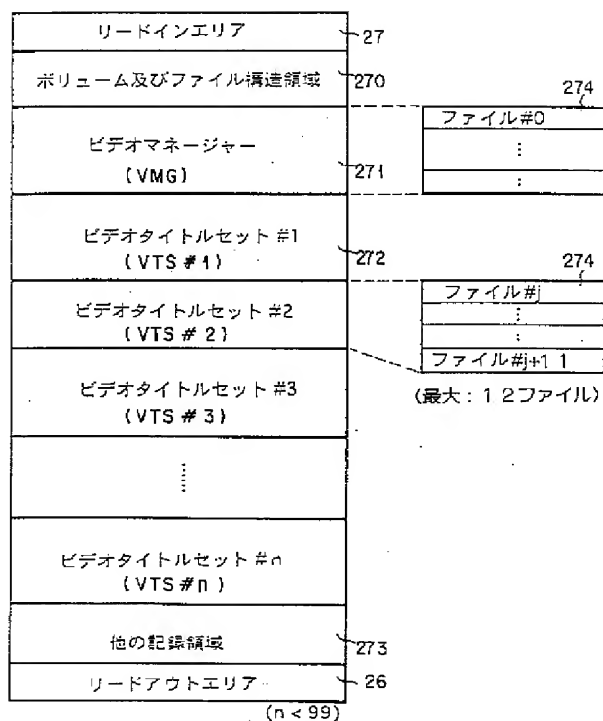 リードインエリア
27
ボリューム及びファイル構造領域
270
ビデオマネージャー
(VMG)
271
274
ファイル#0
⋮
:
ビデオタイトルセット #1
(VTS #1)
272
ビデオタイトルセット #2
(VTS # 2)
274
ファイル#j
⋮
:
ファイル#j+1 1
(最大：1 2ファイル)
ビデオタイトルセット #3
(VTS # 3)
⋮
ビデオタイトルセット #n
(VTS #n)
他の記録領域
273
リードアウトエリア
26
(n < 99)